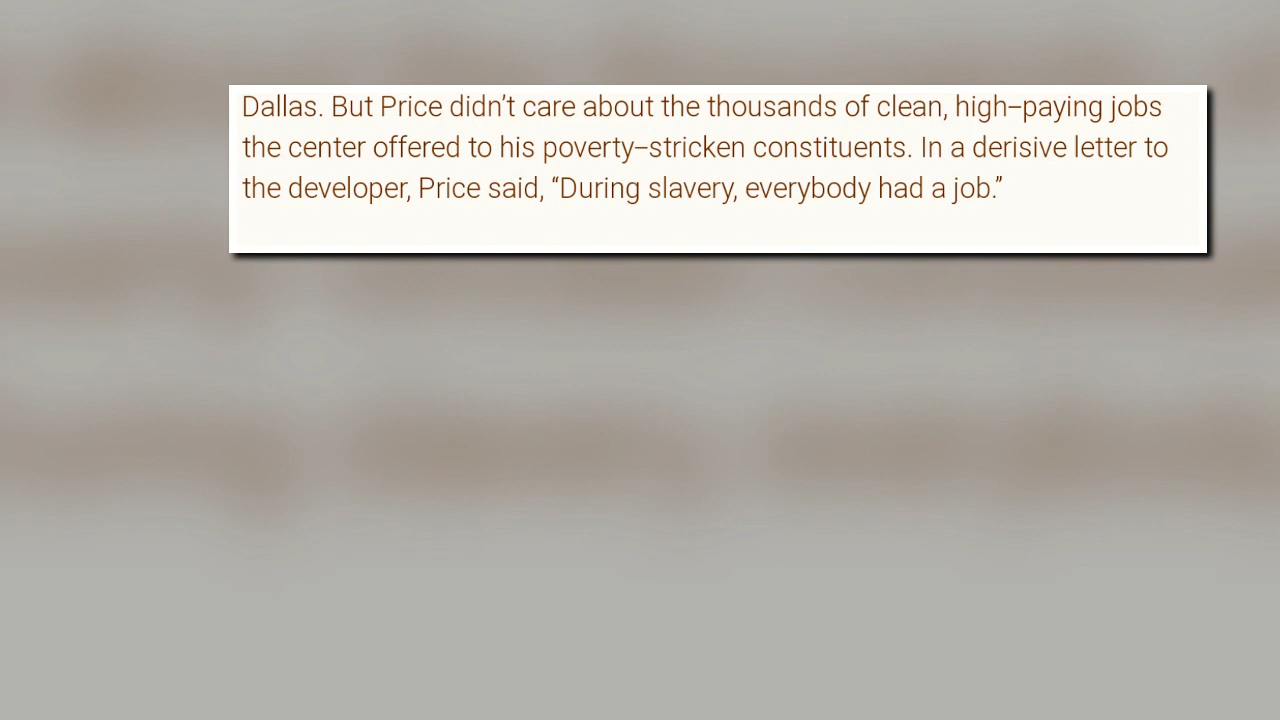 Dallas. But Price didn’t care about the thousands of clean, high–paying jobs
the center offered to his poverty–stricken constituents. In a derisive letter to
the developer, Price said, “During slavery, everybody had a job.”